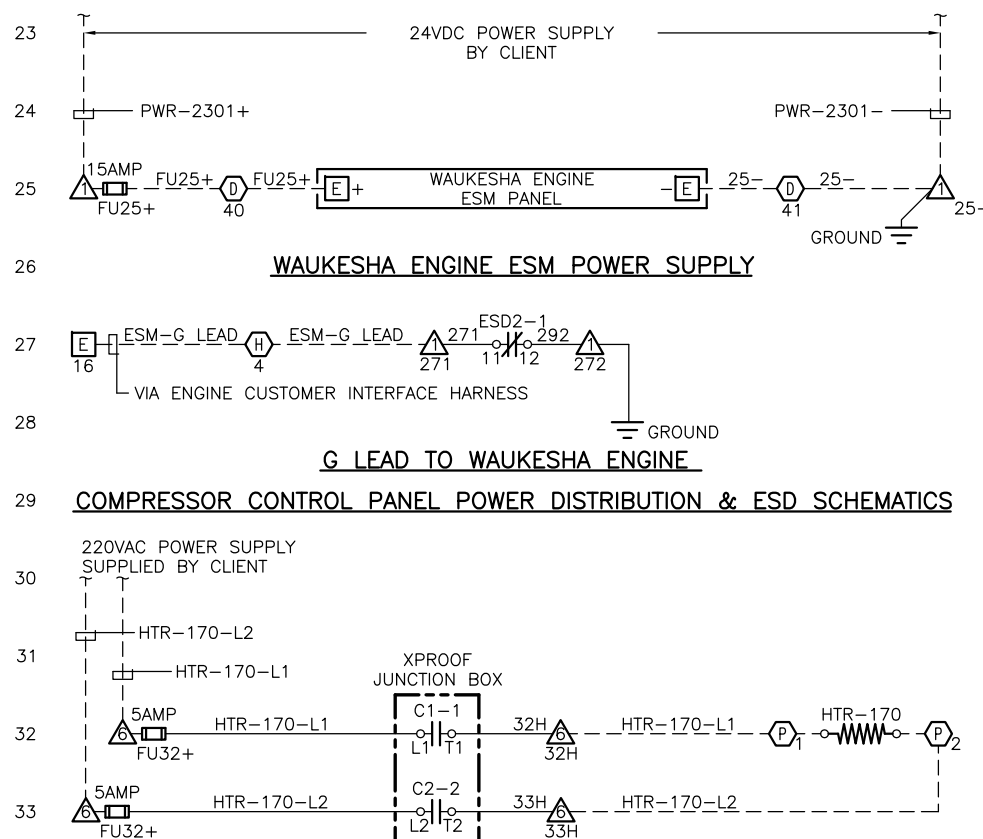 23
24VDC POWER SUPPLY
BY CLIENT
24
PWR-2301+
PWR-2301-
15AMP
25
1
FU25+
FU25+
D
40
FU25+
E
+
WAUKESHA ENGINE
ESM PANEL
-
E
25-
D
41
25-
1
25-
GROUND
26
WAUKESHA ENGINE ESM POWER SUPPLY
27
E
16
ESM-G LEAD
H
4
ESM-G LEAD
1
271
271
ESD2-1
11
12
292
1
272
VIA ENGINE CUSTOMER INTERFACE HARNESS
28
GROUND
G LEAD TO WAUKESHA ENGINE
29
COMPRESSOR CONTROL PANEL POWER DISTRIBUTION & ESD SCHEMATICS
220VAC POWER SUPPLY
SUPPLIED BY CLIENT
30
HTR-170-L2
31
HTR-170-L1
XPROOF
JUNCTION BOX
32
6
5AMP
FU32+
HTR-170-L1
C1-1
L1
T1
32H
6
32H
HTR-170-L1
P
1
HTR-170
P
2
33
6
5AMP
FU32+
HTR-170-L2
C2-2
L2
T2
33H
6
33H
HTR-170-L2